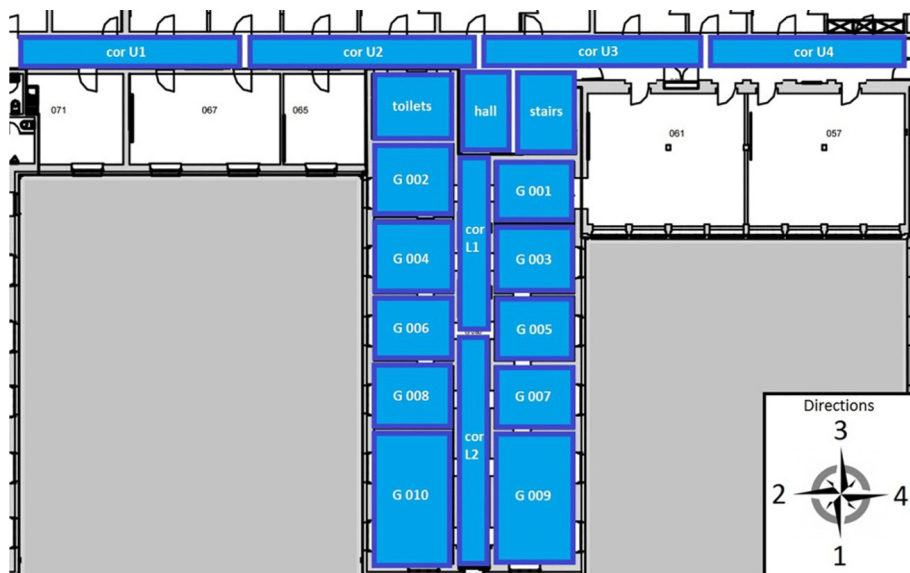 cor U1
cor U2
cor U3
cor U4
071
067
065
toilets
hall
stairs
061
057
G 002
G 001
cor
L1
G 004
G 003
G 006
G 005
G 008
G 007
cor
L2
G 010
G 009
Directions
3
2
4
1